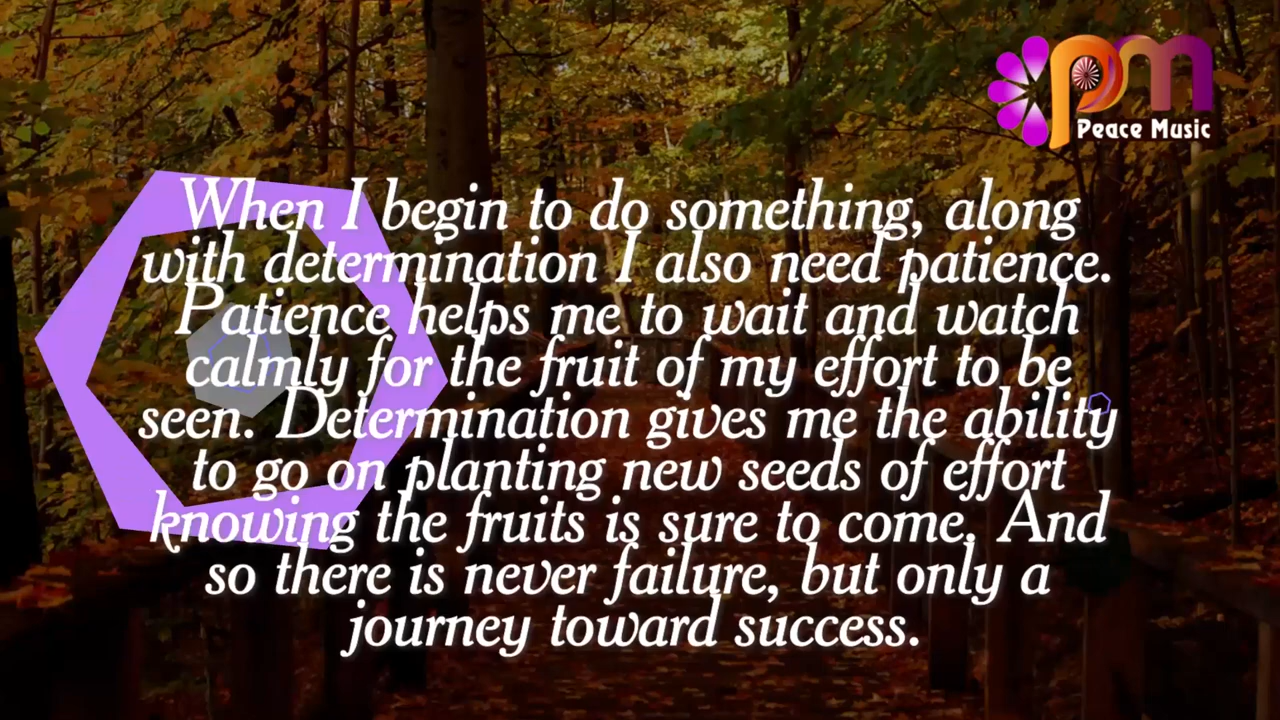 pm
Peace Music
When I begin to do something, along
with determination I also need patience.
Patience helps me to wait and watch
calmly for the fruit of my effort to be
seen. Determination gives me the ability
to go on planting new seeds of effort
knowing the fruits is sure to come. And
so there is never failure, but only a
journey toward success.